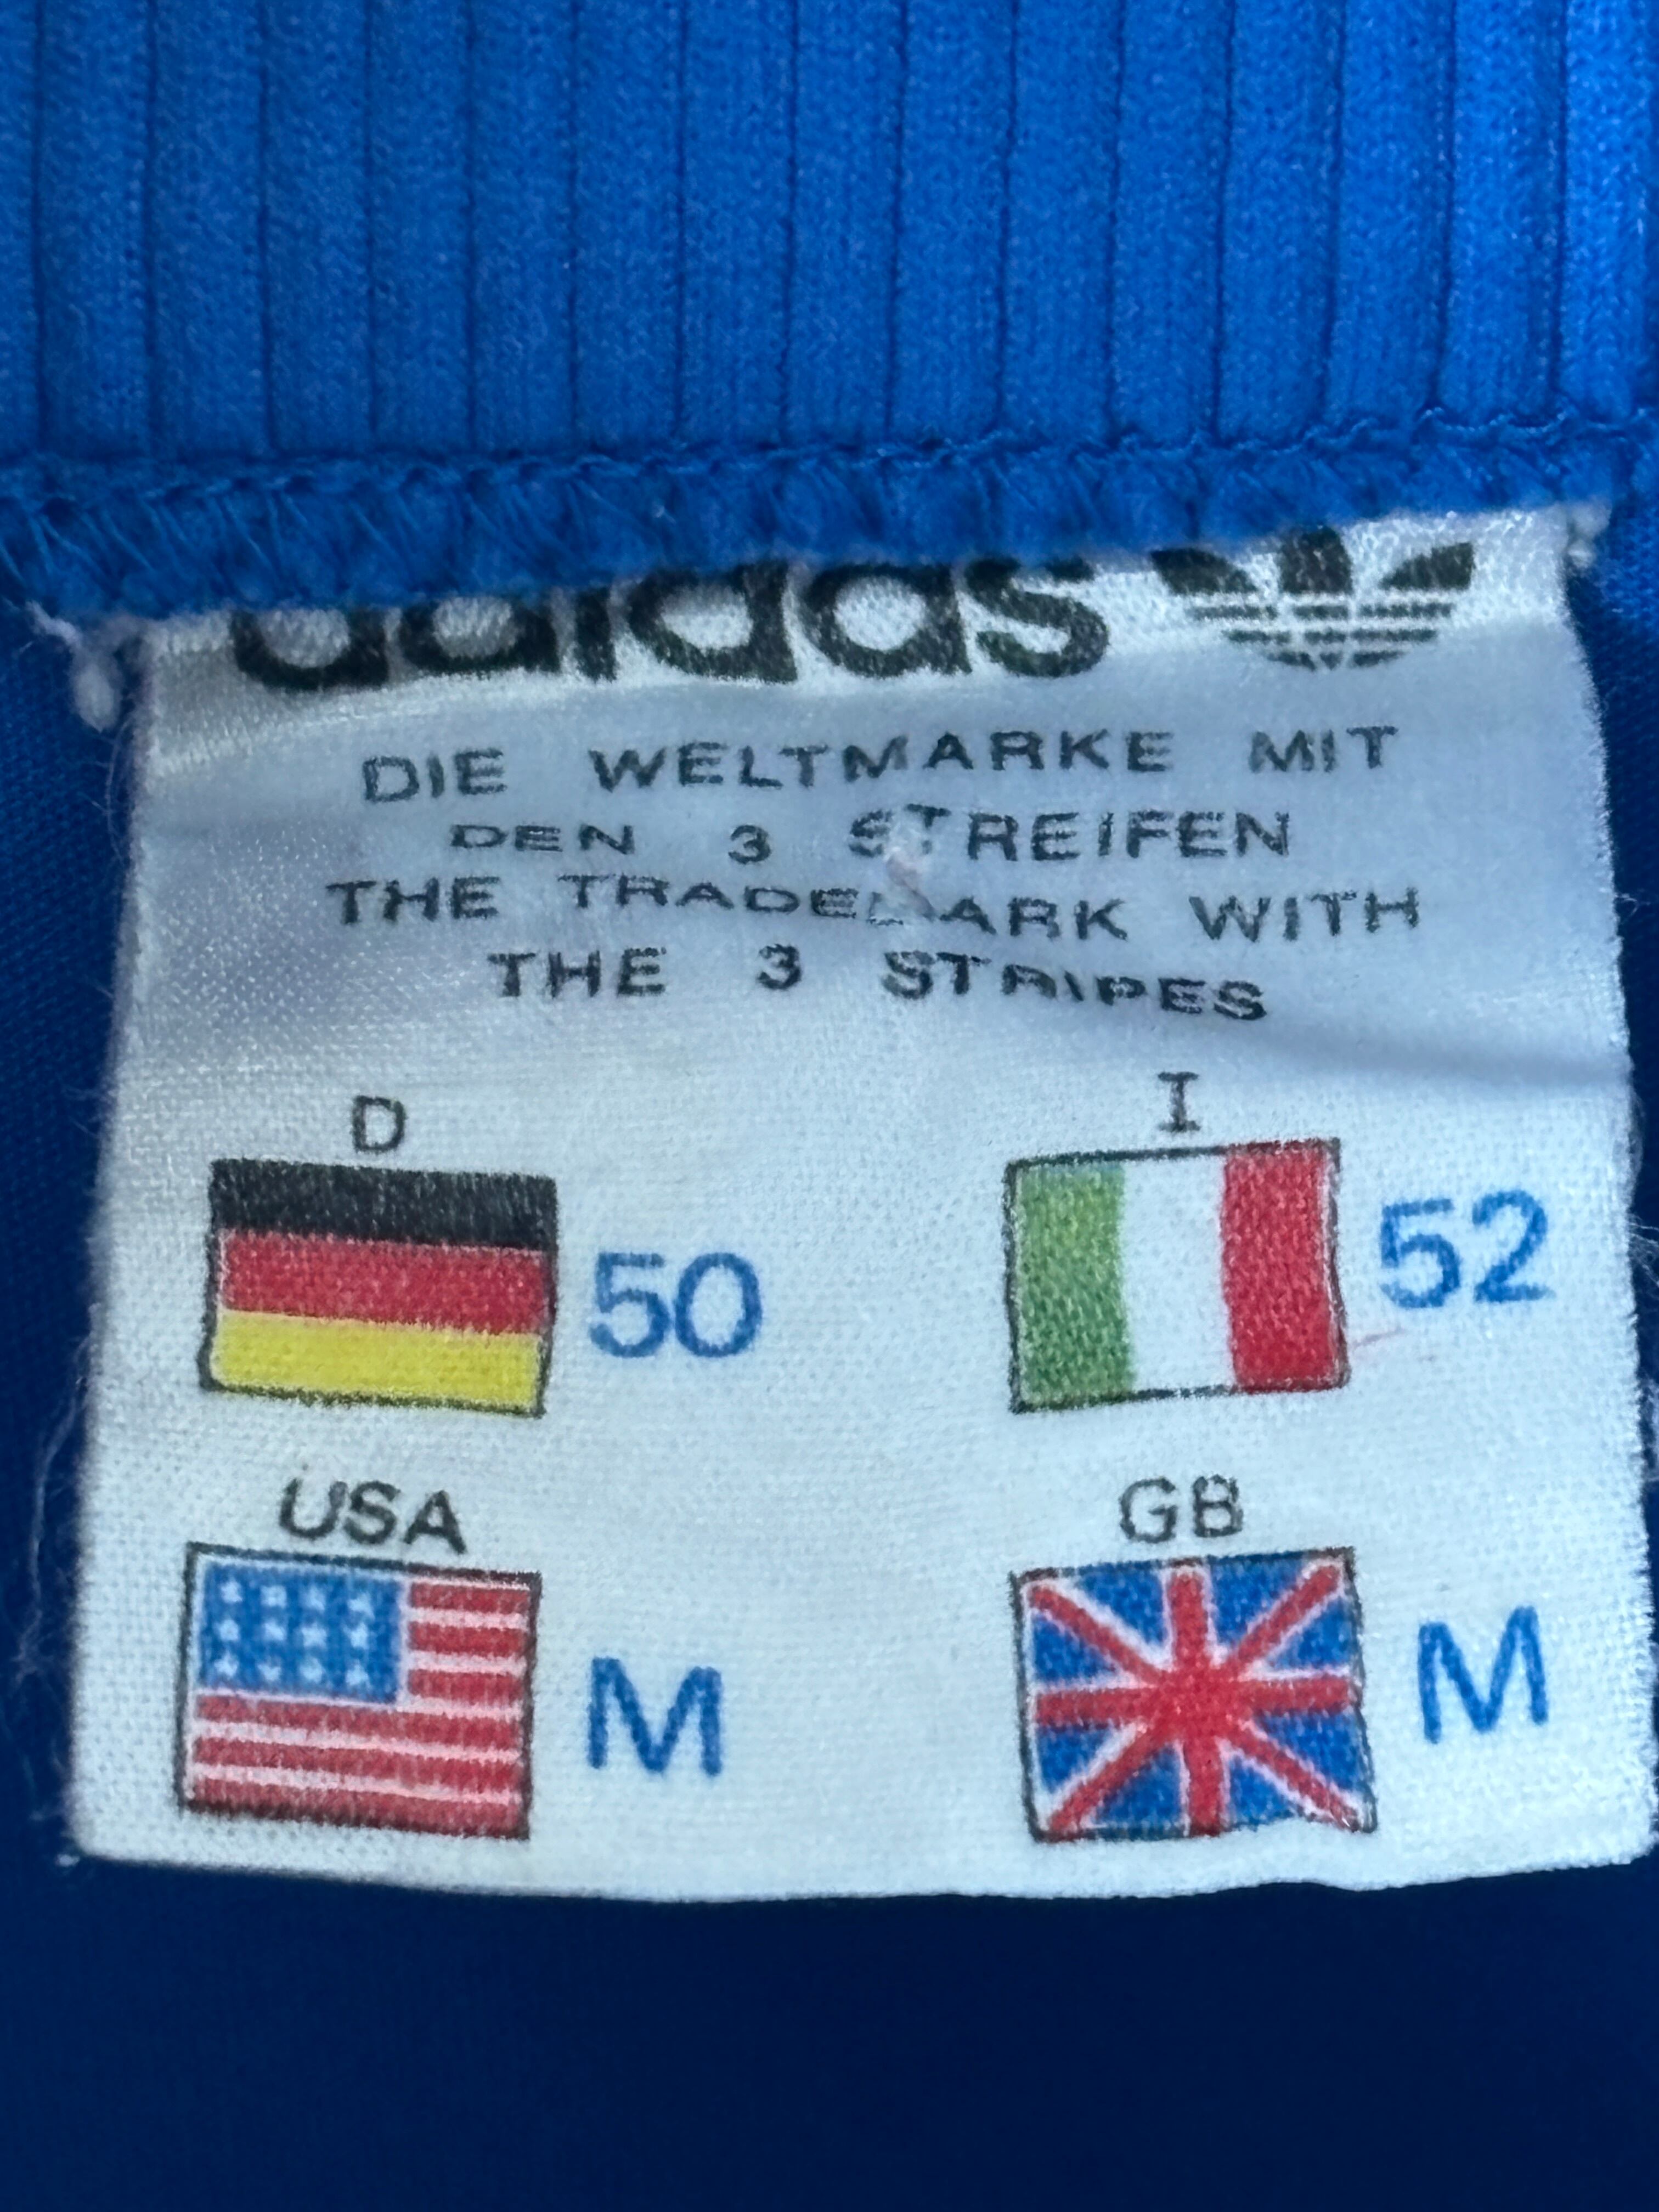 adidas
DIE WELTMARKE MIT
DEN 3 STREIFEN
THE TRADEMARK WITH
THE 3 STRIPES
D I
50 52
USA GB
M M